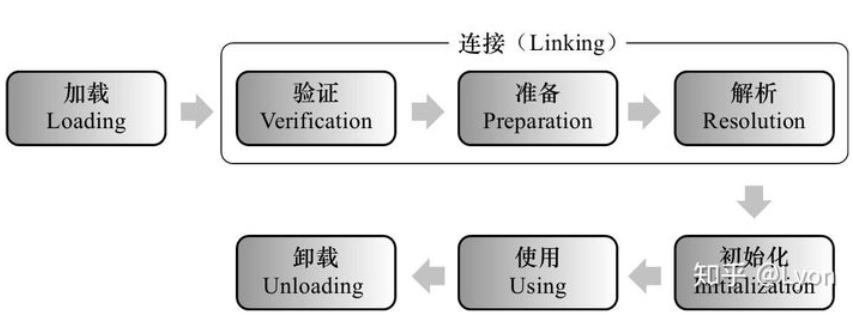 连接（Linking）
加载
Loading
验证
Verification
准备
Preparation
解析
Resolution
卸载
Unloading
使用
Using
初始化
Initialization
知乎 @Lyon